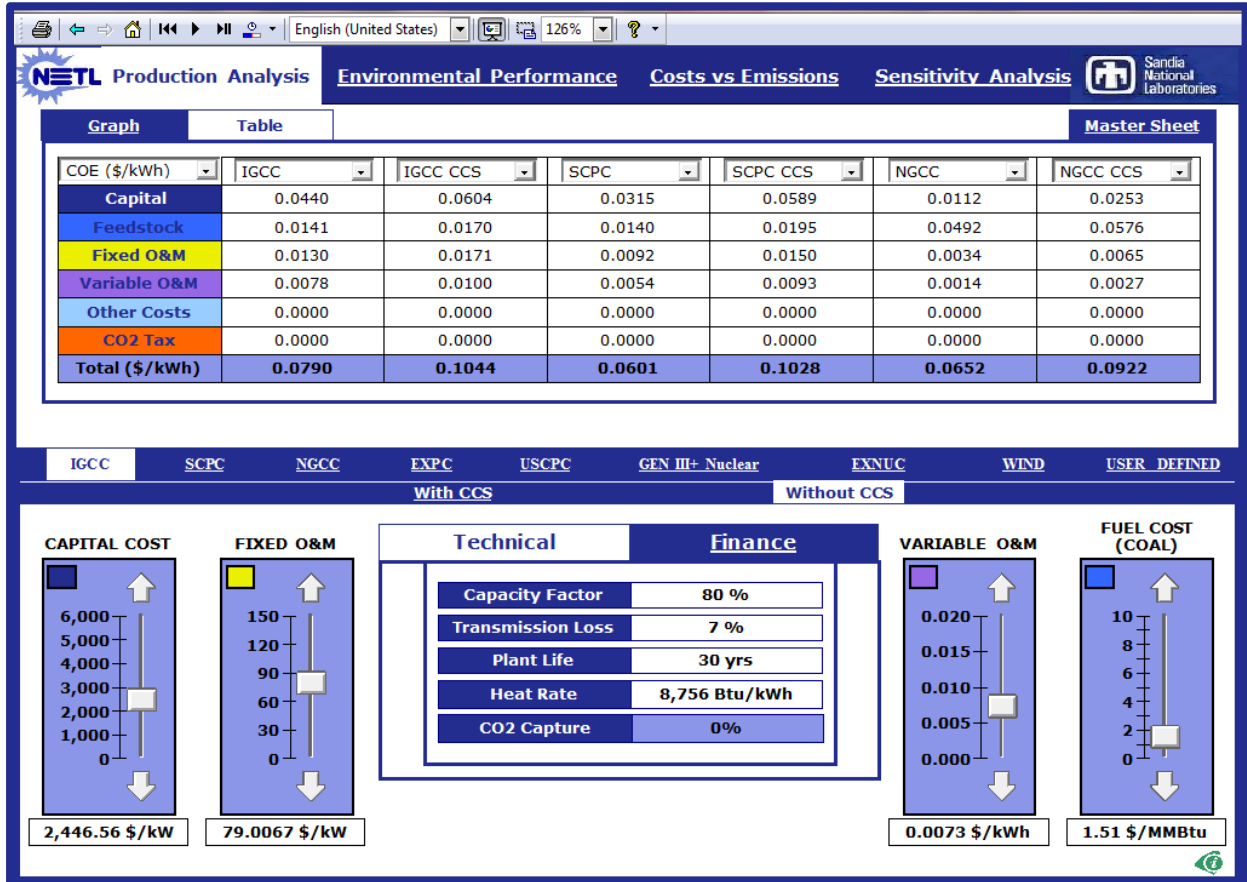 English (United States) 126%
NETL Production Analysis Environmental Performance Costs vs Emissions Sensitivity Analysis Sandia National Laboratories
Graph Table Master Sheet
COE ($/kWh) IGCC IGCC CCS SCPC SCPC CCS NGCC NGCC CCS
Capital 0.0440 0.0604 0.0315 0.0589 0.0112 0.0253
Feedstock 0.0141 0.0170 0.0140 0.0195 0.0492 0.0576
Fixed O&M 0.0130 0.0171 0.0092 0.0150 0.0034 0.0065
Variable O&M 0.0078 0.0100 0.0054 0.0093 0.0014 0.0027
Other Costs 0.0000 0.0000 0.0000 0.0000 0.0000 0.0000
CO2 Tax 0.0000 0.0000 0.0000 0.0000 0.0000 0.0000
Total ($/kWh) 0.0790 0.1044 0.0601 0.1028 0.0652 0.0922
IGCC SCPC NGCC EXPC USCPC GEN III+ Nuclear EXNUC WIND USER DEFINED
With CCS Without CCS
CAPITAL COST
6,000
5,000
4,000
3,000
2,000
1,000
0
2,446.56 $/kW
FIXED O&M
150
120
90
60
30
0
79.0067 $/kW
Technical Finance
Capacity Factor 80 %
Transmission Loss 7 %
Plant Life 30 yrs
Heat Rate 8,756 Btu/kWh
CO2 Capture 0%
VARIABLE O&M
0.020
0.015
0.010
0.005
0.000
0.0073 $/kWh
FUEL COST
(COAL)
10
8
6
4
2
0
1.51 $/MMBtu